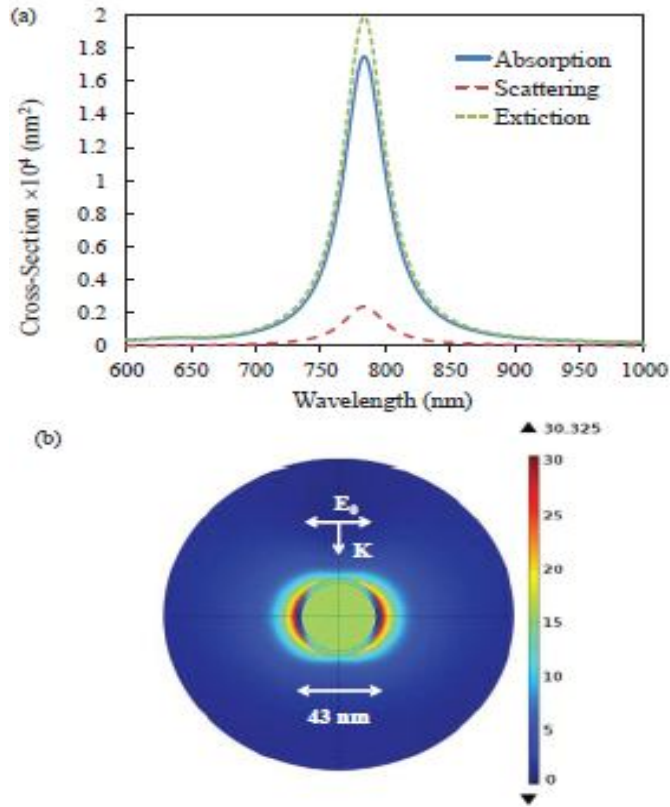 (a)
2
1.8
1.6
1.4
1.2
1
0.8
0.6
0.4
0.2
0
Cross-Section ×10⁴ (nm²)
Absorption
Scattering
Extiction
600 650 700 750 800 850 900 950 1000
Wavelength (nm)
(b)
▲ 30.325
30
25
20
15
10
5
0
▼
E₀
K
43 nm